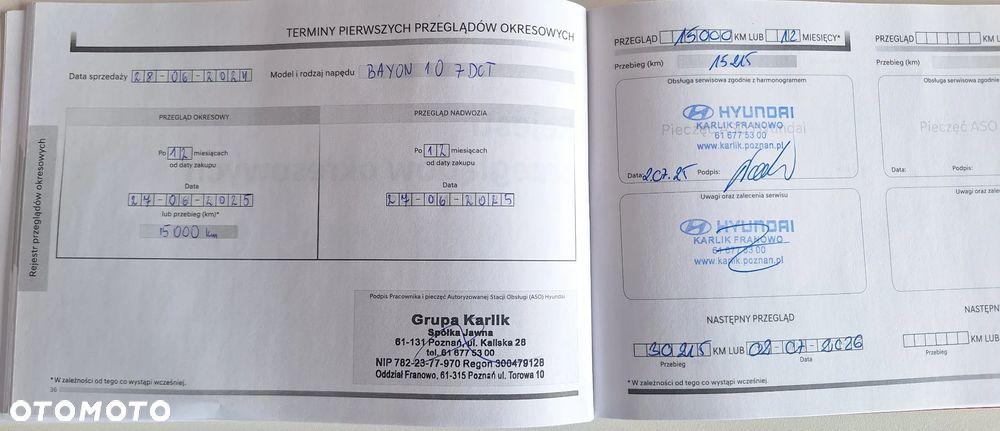 TERMINY PIERWSZYCH PRZEGLĄDÓW OKRESOWYCH
Data sprzedaży 28-06-2024 Model i rodzaj napędu BAYON 1.0 7DCT
PRZEGLĄD OKRESOWY
Po 12 miesiącach
od daty zakupu
Data
27-06-2025
lub przebieg (km)*
15000 km
PRZEGLĄD NADWOZIA
Po 12 miesiącach
od daty zakupu
Data
27-06-2025
Rejestr przeglądów okresowych
Podpis Pracownika i pieczęć Autoryzowanej Stacji Obsługi (ASO) Hyundai
Grupa Karlik
Spółka Jawna
61-131 Poznań, ul. Kaliska 28
tel. 61 677 53 00
NIP 782-23-77-970 Regon 300479128
Oddział Franowo, 61-315 Poznań ul. Torowa 10
* W zależności od tego co wystąpi wcześniej.
36
OTOMOTO
PRZEGLĄD 15000 KM LUB 12 MIESIĘCY*
Przebieg (km) 15215
Obsługa serwisowa zgodnie z harmonogramem
HYUNDAI
KARLIK FRANOWO
61 677 53 00
www.karlik.poznan.pl
Data: 2.07.25 Podpis:
Uwagi oraz zalecenia serwisu
HYUNDAI
KARLIK FRANOWO
61 677 53 00
www.karlik.poznan.pl
NASTĘPNY PRZEGLĄD
30215 KM LUB 02-07-2026
Przebieg Data
* W zależności od tego co wystąpi wcześniej.
PRZEGLĄD KM L
Przebieg (km)
Obsługa serwisowa zgodn
Pieczęć ASO
Data: Podpis:
Uwagi oraz zalec
NASTĘPNY
KM LUB
Przebieg